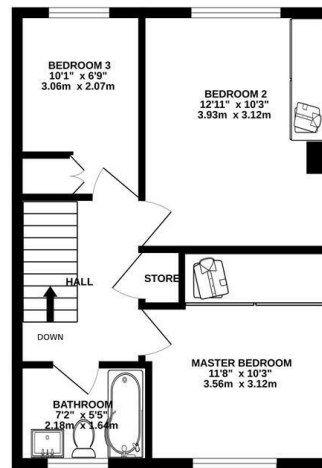 BEDROOM 3
10'1" x 6'9"
3.06m x 2.07m
BEDROOM 2
12'11" x 10'3"
3.93m x 3.12m
HALL
STORE
DOWN
MASTER BEDROOM
11'8" x 10'3"
3.56m x 3.12m
BATHROOM
7'2" x 5'5"
2.18m x 1.64m